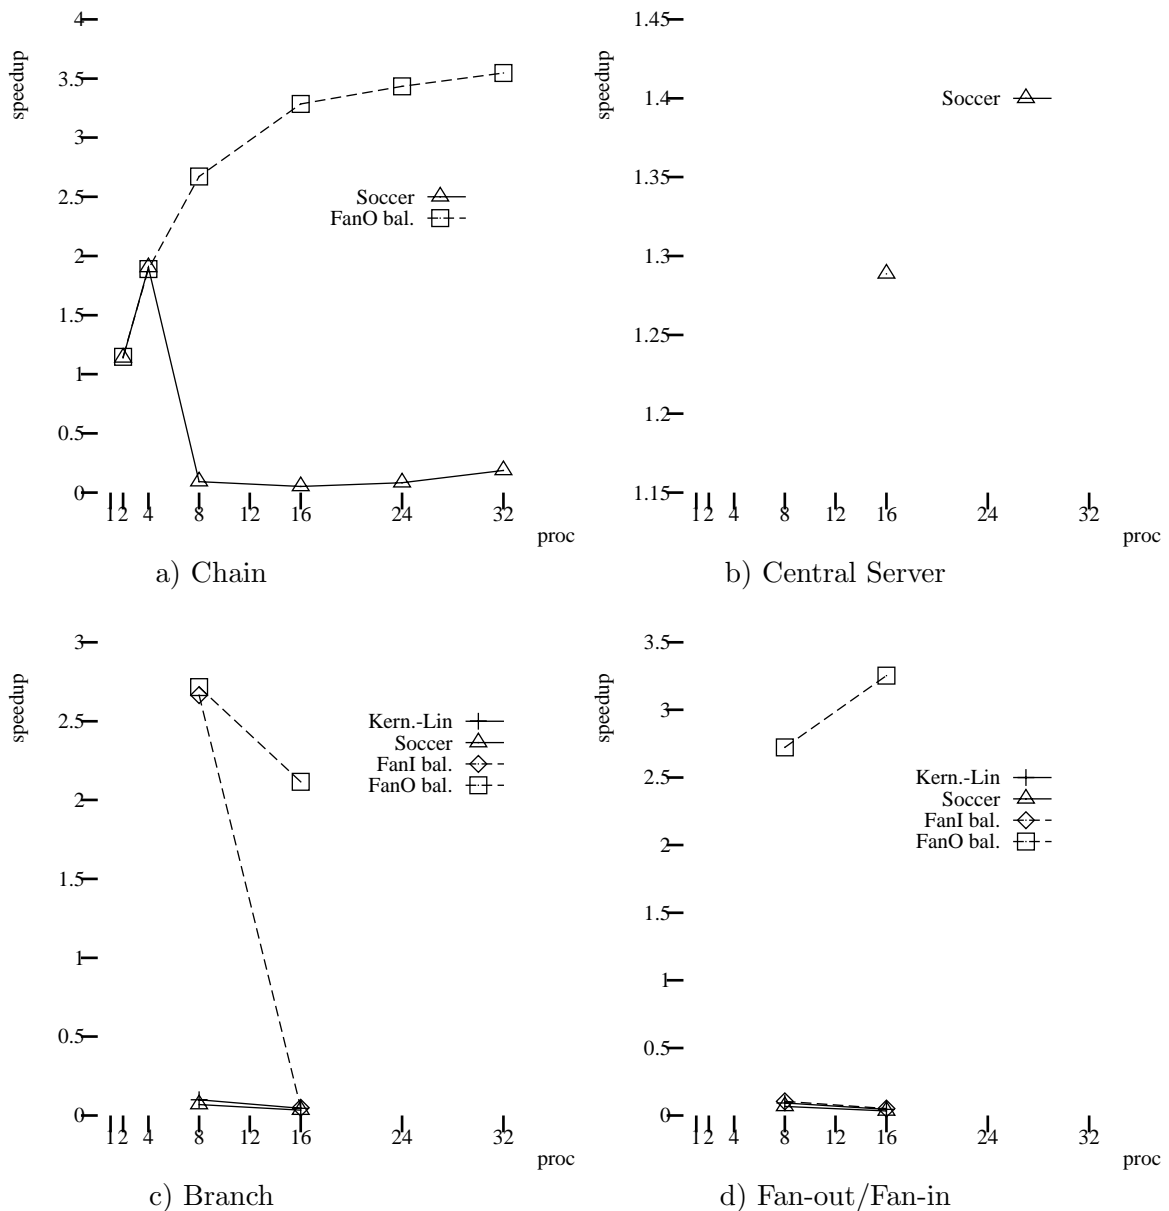 speedup
4
3.5
3
2.5
2
1.5
1
0.5
0
Soccer
FanO bal.
1 2 4 8 12 16 24 32
proc
a) Chain
speedup
1.45
1.4
1.35
1.3
1.25
1.2
1.15
Soccer
1 2 4 8 12 16 24 32
proc
b) Central Server
speedup
3
2.5
2
1.5
1
0.5
0
Kern.-Lin
Soccer
FanI bal.
FanO bal.
1 2 4 8 12 16 24 32
proc
c) Branch
speedup
3.5
3
2.5
2
1.5
1
0.5
0
Kern.-Lin
Soccer
FanI bal.
FanO bal.
1 2 4 8 12 16 24 32
proc
d) Fan-out/Fan-in